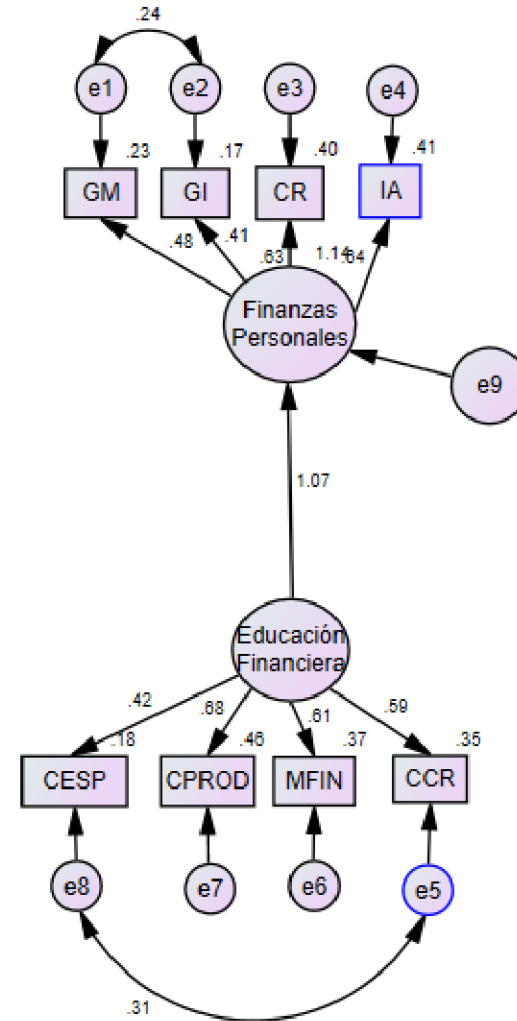 .24
e1
e2
e3
e4
.23
.17
.40
.41
GM
GI
CR
IA
.48
.41
.63
1.14
.64
Finanzas
Personales
e9
1.07
Educación
Financiera
.42
.68
.61
.59
.18
.46
.37
.35
CESP
CPROD
MFIN
CCR
e8
e7
e6
e5
.31